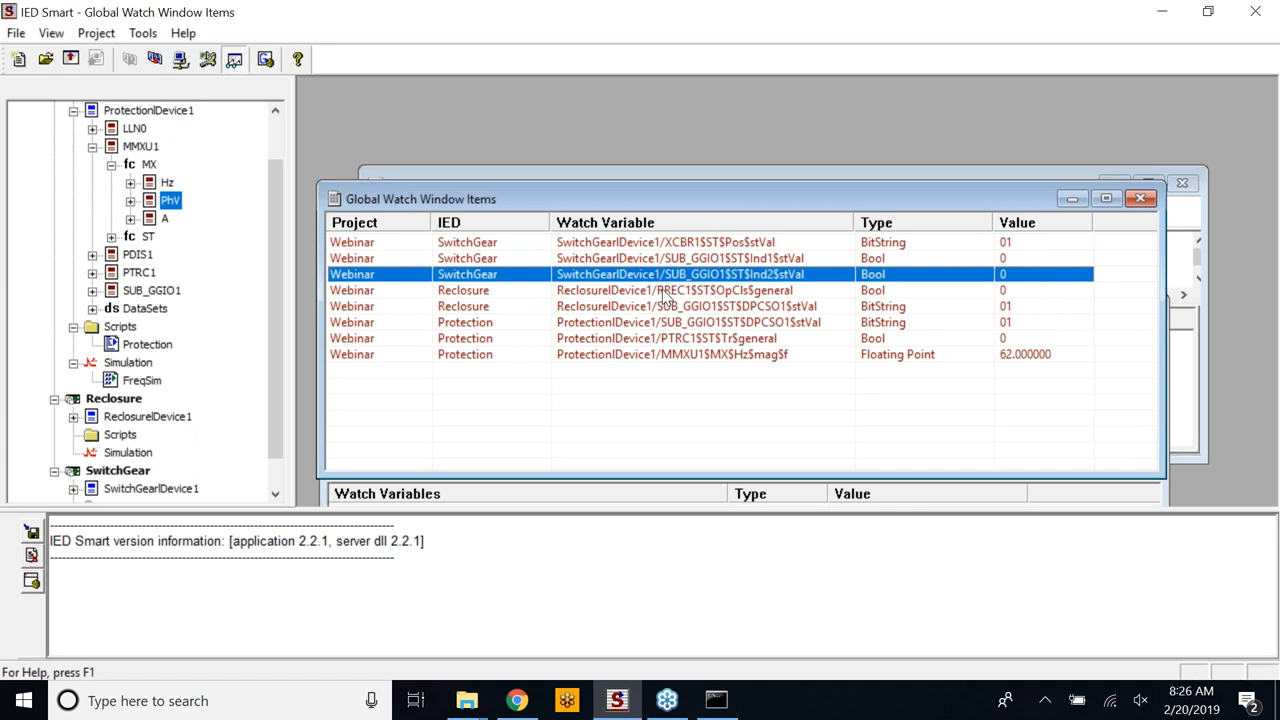 IED Smart - Global Watch Window Items
File View Project Tools Help
ProtectionIDevice1
LLN0
MMXU1
fc MX
Hz
PhV
A
fc ST
PDIS1
PTRC1
SUB_GGIO1
ds DataSets
Scripts
Protection
Simulation
FreqSim
Reclosure
ReclosureIDevice1
Scripts
Simulation
SwitchGear
SwitchGearIDevice1
Global Watch Window Items
Project IED Watch Variable Type Value
Webinar SwitchGear SwitchGearIDevice1/XCBR1$ST$Pos$stVal BitString 01
Webinar SwitchGear SwitchGearIDevice1/SUB_GGIO1$ST$Ind1$stVal Bool 0
Webinar SwitchGear SwitchGearIDevice1/SUB_GGIO1$ST$Ind2$stVal Bool 0
Webinar Reclosure ReclosureIDevice1/RREC1$ST$OpCls$general Bool 0
Webinar Reclosure ReclosureIDevice1/SUB_GGIO1$ST$DPCSO1$stVal BitString 01
Webinar Protection ProtectionIDevice1/SUB_GGIO1$ST$DPCSO1$stVal BitString 01
Webinar Protection ProtectionIDevice1/PTRC1$ST$Tr$general Bool 0
Webinar Protection ProtectionIDevice1/MMXU1$MX$Hz$mag$f Floating Point 62.000000
Watch Variables Type Value
IED Smart version information: [application 2.2.1, server dll 2.2.1]
For Help, press F1
Type here to search
8:26 AM
2/20/2019
2